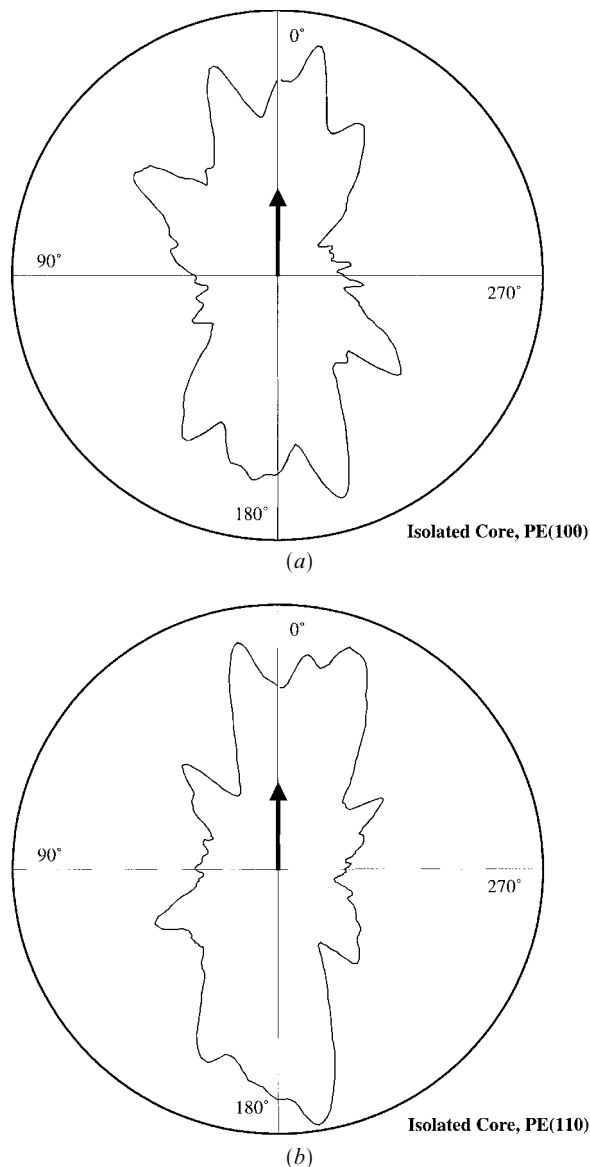 0°
90°
270°
180°
Isolated Core, PE(100)
(a)
0°
90°
270°
180°
Isolated Core, PE(110)
(b)